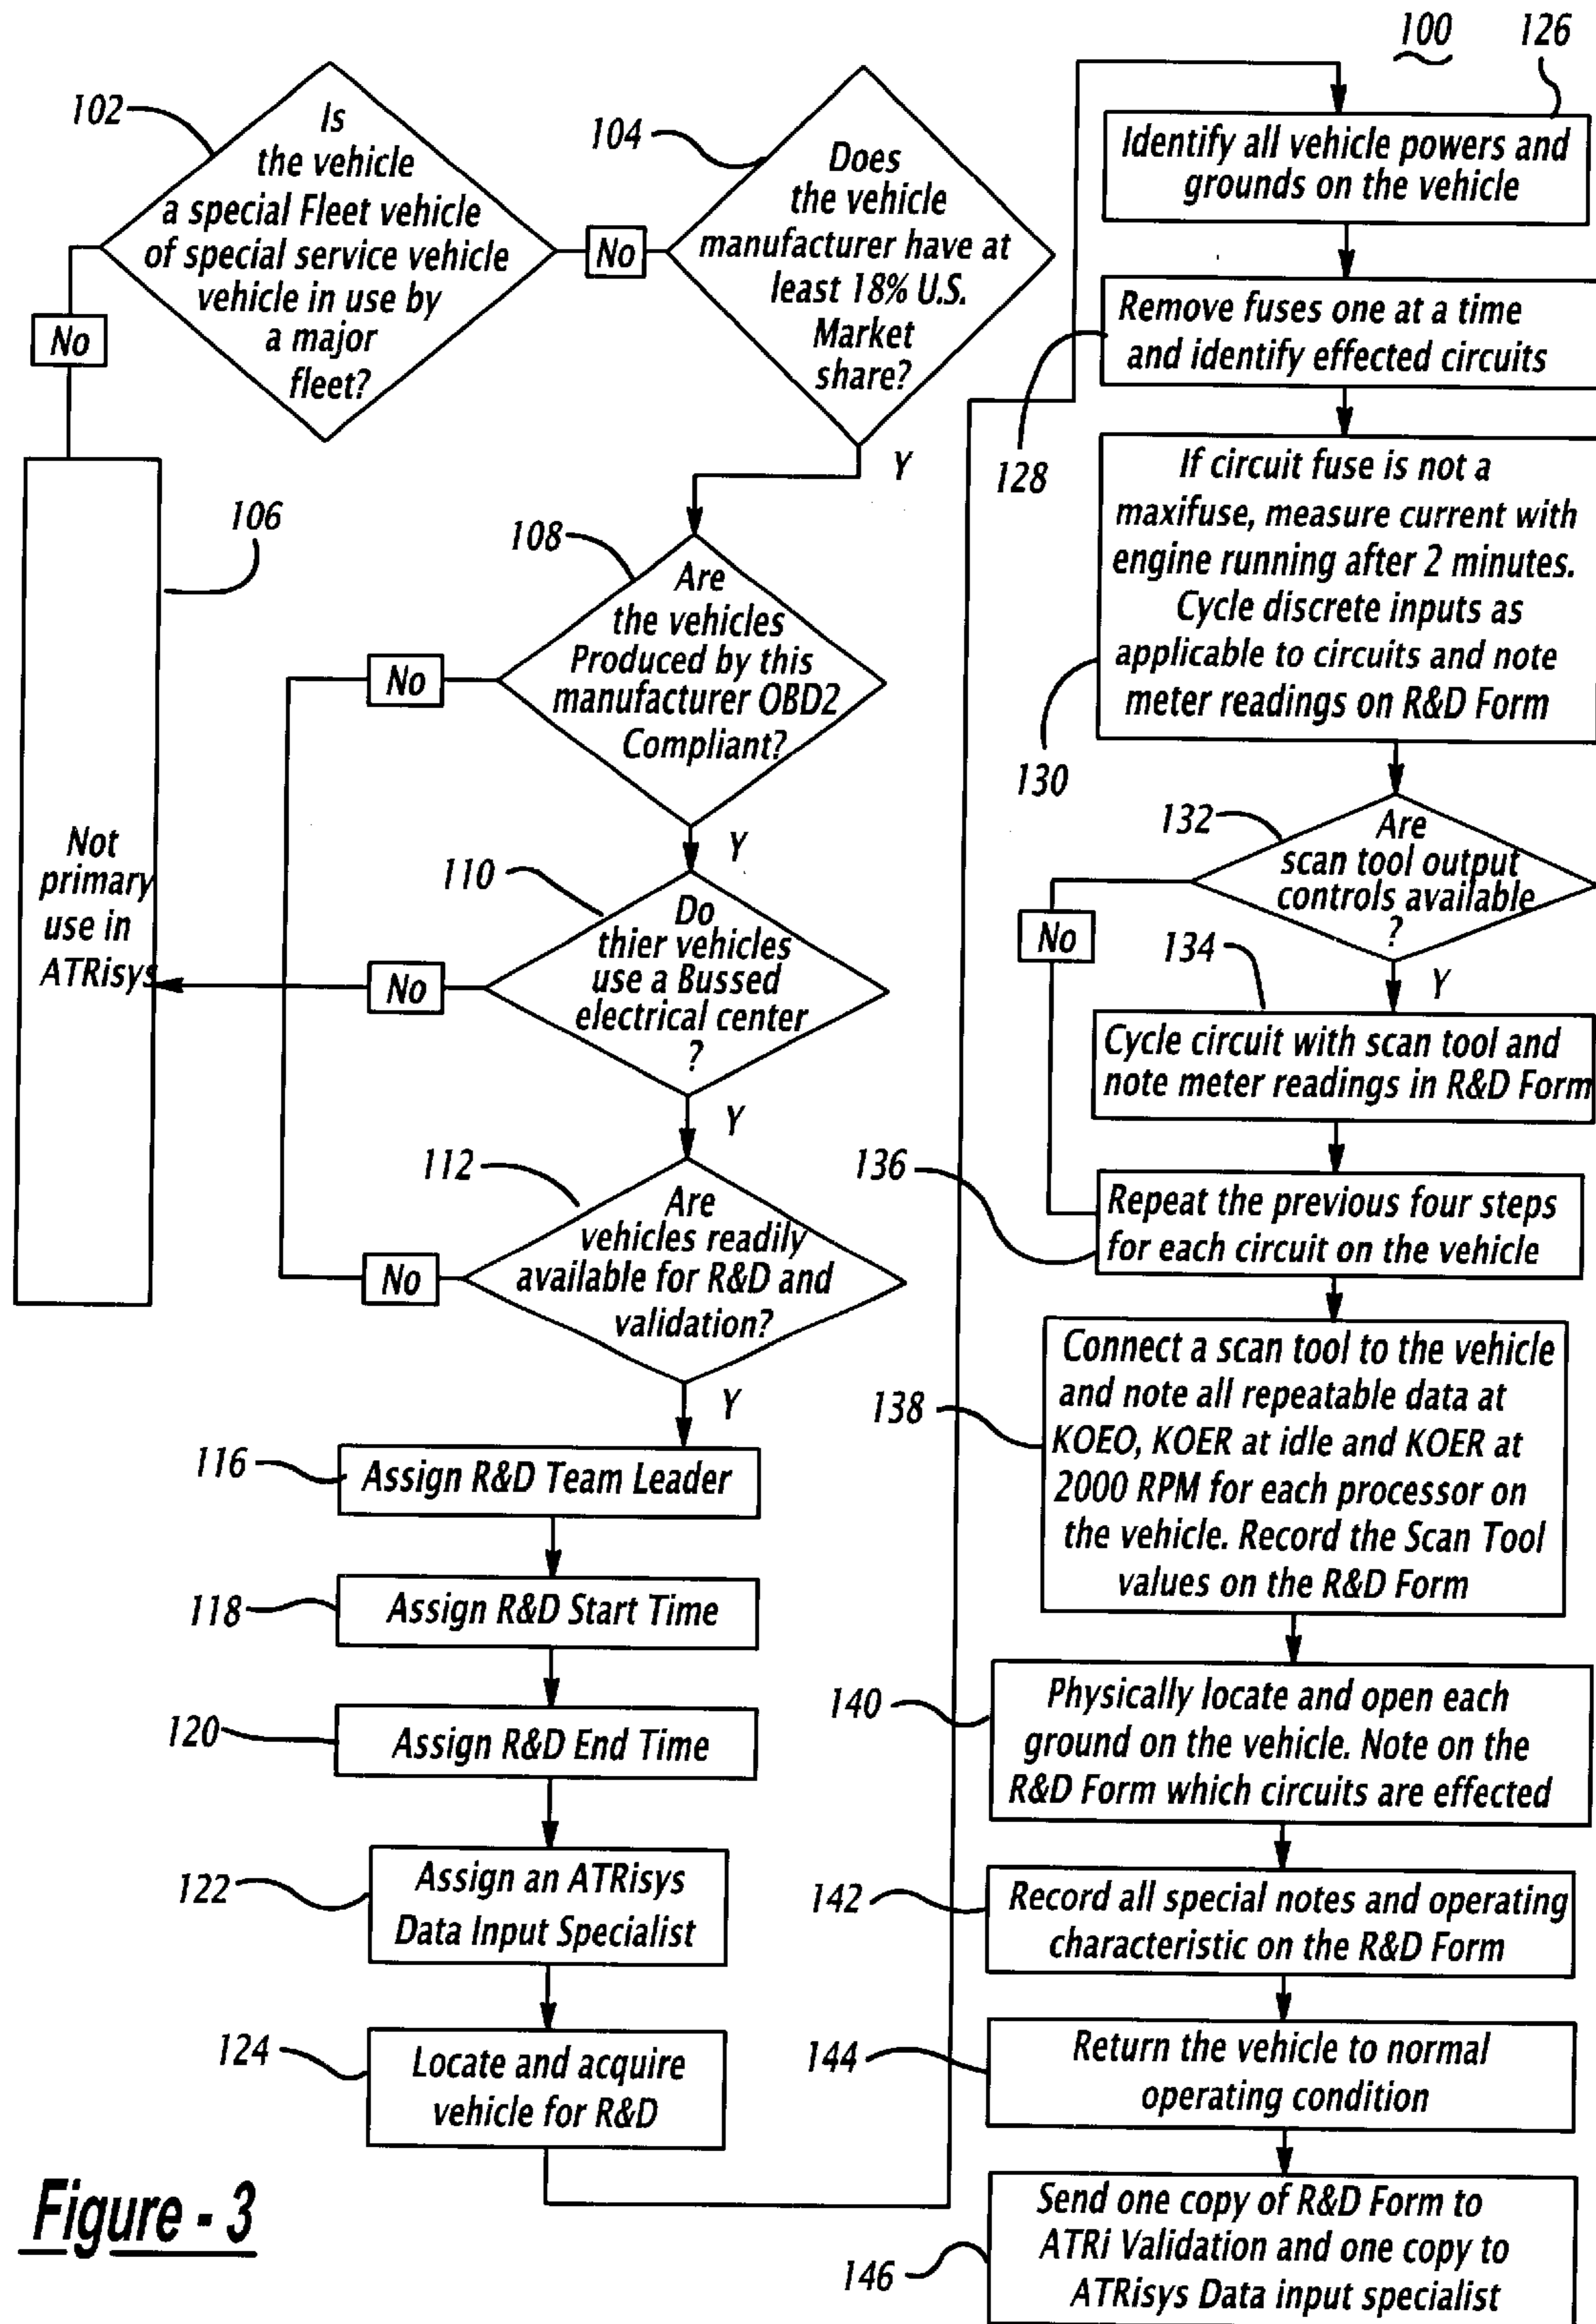 100
126
102
Is
the vehicle
a special Fleet vehicle
of special service vehicle
vehicle in use by
a major
fleet?
No
No
104
Does
the vehicle
manufacturer have at
least 18% U.S.
Market
share?
Y
106
Not
primary
use in
ATRisys
108
Are
the vehicles
Produced by this
manufacturer OBD2
Compliant?
No
Y
110
Do
thier vehicles
use a Bussed
electrical center
?
No
Y
112
Are
vehicles readily
available for R&D and
validation?
No
Y
116
Assign R&D Team Leader
118
Assign R&D Start Time
120
Assign R&D End Time
122
Assign an ATRisys
Data Input Specialist
124
Locate and acquire
vehicle for R&D
Identify all vehicle powers and
grounds on the vehicle
Remove fuses one at a time
and identify effected circuits
128
If circuit fuse is not a
maxifuse, measure current with
engine running after 2 minutes.
Cycle discrete inputs as
applicable to circuits and note
meter readings on R&D Form
130
132
Are
scan tool output
controls available
?
No
Y
134
Cycle circuit with scan tool and
note meter readings in R&D Form
136
Repeat the previous four steps
for each circuit on the vehicle
138
Connect a scan tool to the vehicle
and note all repeatable data at
KOEO, KOER at idle and KOER at
2000 RPM for each processor on
the vehicle. Record the Scan Tool
values on the R&D Form
140
Physically locate and open each
ground on the vehicle. Note on the
R&D Form which circuits are effected
142
Record all special notes and operating
characteristic on the R&D Form
144
Return the vehicle to normal
operating condition
146
Send one copy of R&D Form to
ATRi Validation and one copy to
ATRisys Data input specialist
Figure - 3